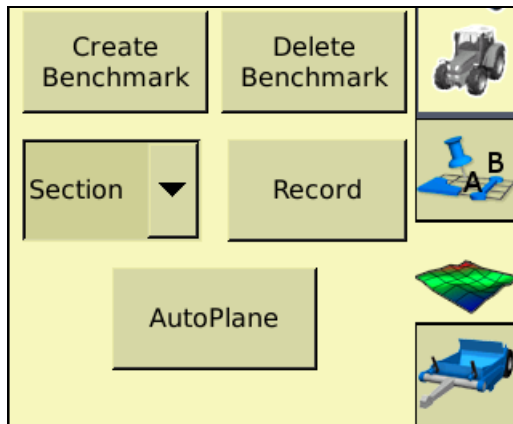 Create
Benchmark
Delete
Benchmark
Section
Record
AutoPlane
A B